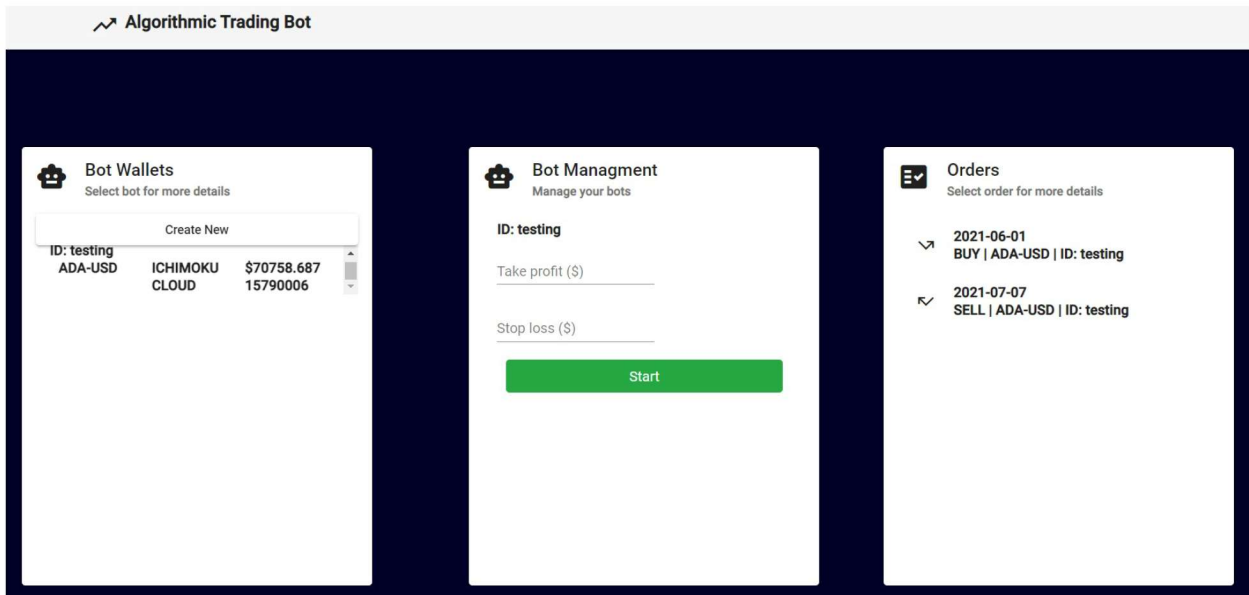 Algorithmic Trading Bot
Bot Wallets
Select bot for more details
Create New
ID: testing
ADA-USD ICHIMOKU $70758.687
CLOUD 15790006
Bot Managment
Manage your bots
ID: testing
Take profit ($)
Stop loss ($)
Start
Orders
Select order for more details
2021-06-01
BUY | ADA-USD | ID: testing
2021-07-07
SELL | ADA-USD | ID: testing